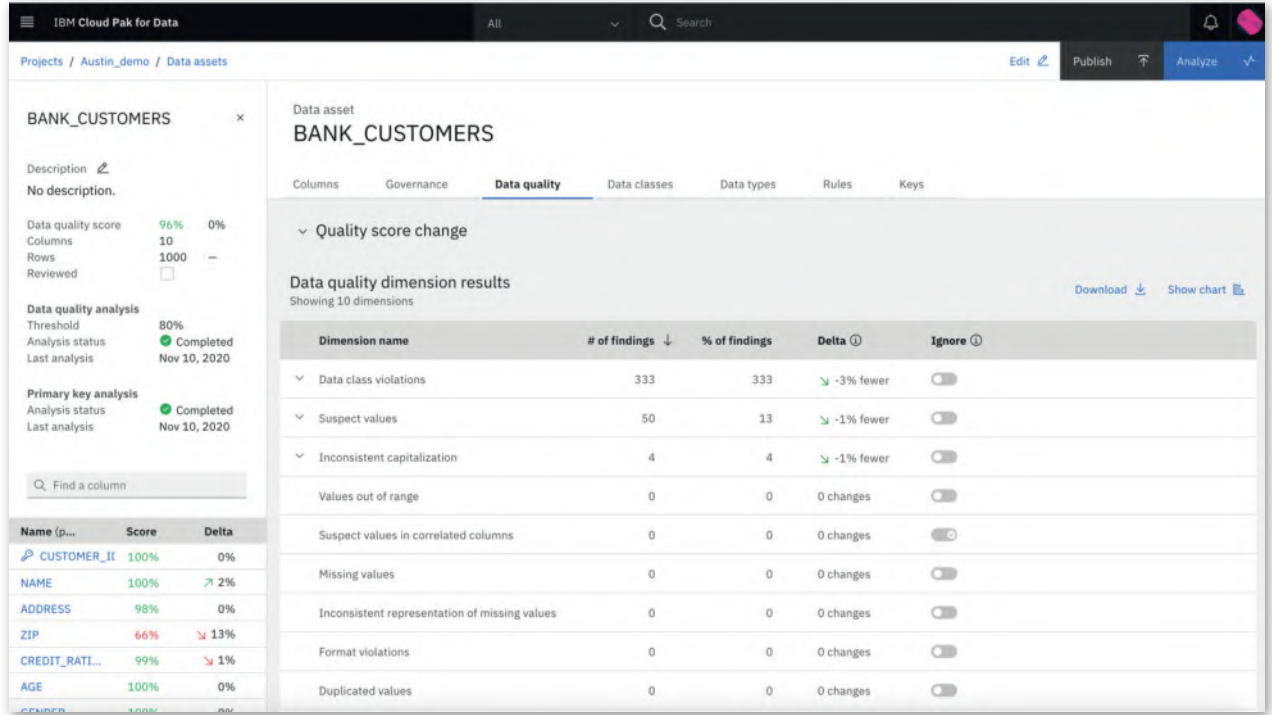 IBM Cloud Pak for Data All Search
Projects / Austin_demo / Data assets Edit Publish Analyze
BANK_CUSTOMERS ×
Description
No description.
Data quality score 96% 0%
Columns 10
Rows 1000 —
Reviewed
Data quality analysis
Threshold 80%
Analysis status Completed
Last analysis Nov 10, 2020
Primary key analysis
Analysis status Completed
Last analysis Nov 10, 2020
Find a column
Name (p... Score Delta
CUSTOMER_II 100% 0%
NAME 100% 2%
ADDRESS 98% 0%
ZIP 66% 13%
CREDIT_RATI... 99% 1%
AGE 100% 0%
GENDER 100% 0%
Data asset
BANK_CUSTOMERS
Columns Governance Data quality Data classes Data types Rules Keys
Quality score change
Data quality dimension results
Showing 10 dimensions
Download Show chart
Dimension name # of findings ↓ % of findings Delta Ignore
Data class violations 333 333 -3% fewer
Suspect values 50 13 -1% fewer
Inconsistent capitalization 4 4 -1% fewer
Values out of range 0 0 0 changes
Suspect values in correlated columns 0 0 0 changes
Missing values 0 0 0 changes
Inconsistent representation of missing values 0 0 0 changes
Format violations 0 0 0 changes
Duplicated values 0 0 0 changes